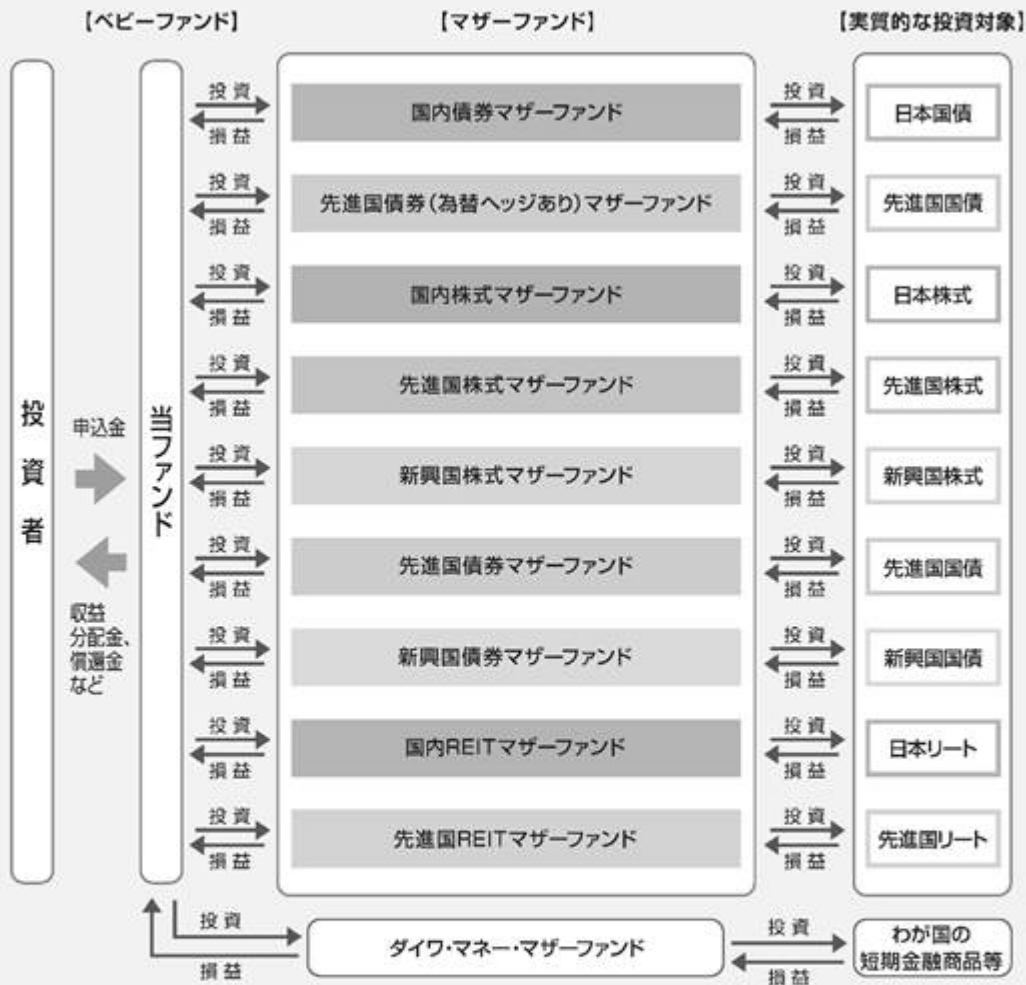 【ベビーファンド】
【マザーファンド】
【実質的な投資対象】
投資者
申込金
収益
分配金、
償還金
など
当ファンド
投資
損益
国内債券マザーファンド
投資
損益
日本国債
投資
損益
先進国債券(為替ヘッジあり)マザーファンド
投資
損益
先進国国債
投資
損益
国内株式マザーファンド
投資
損益
日本株式
投資
損益
先進国株式マザーファンド
投資
損益
先進国株式
投資
損益
新興国株式マザーファンド
投資
損益
新興国株式
投資
損益
先進国債券マザーファンド
投資
損益
先進国国債
投資
損益
新興国債券マザーファンド
投資
損益
新興国国債
投資
損益
国内REITマザーファンド
投資
損益
日本リート
投資
損益
先進国REITマザーファンド
投資
損益
先進国リート
投資
損益
ダイワ・マネー・マザーファンド
投資
損益
わが国の
短期金融商品等